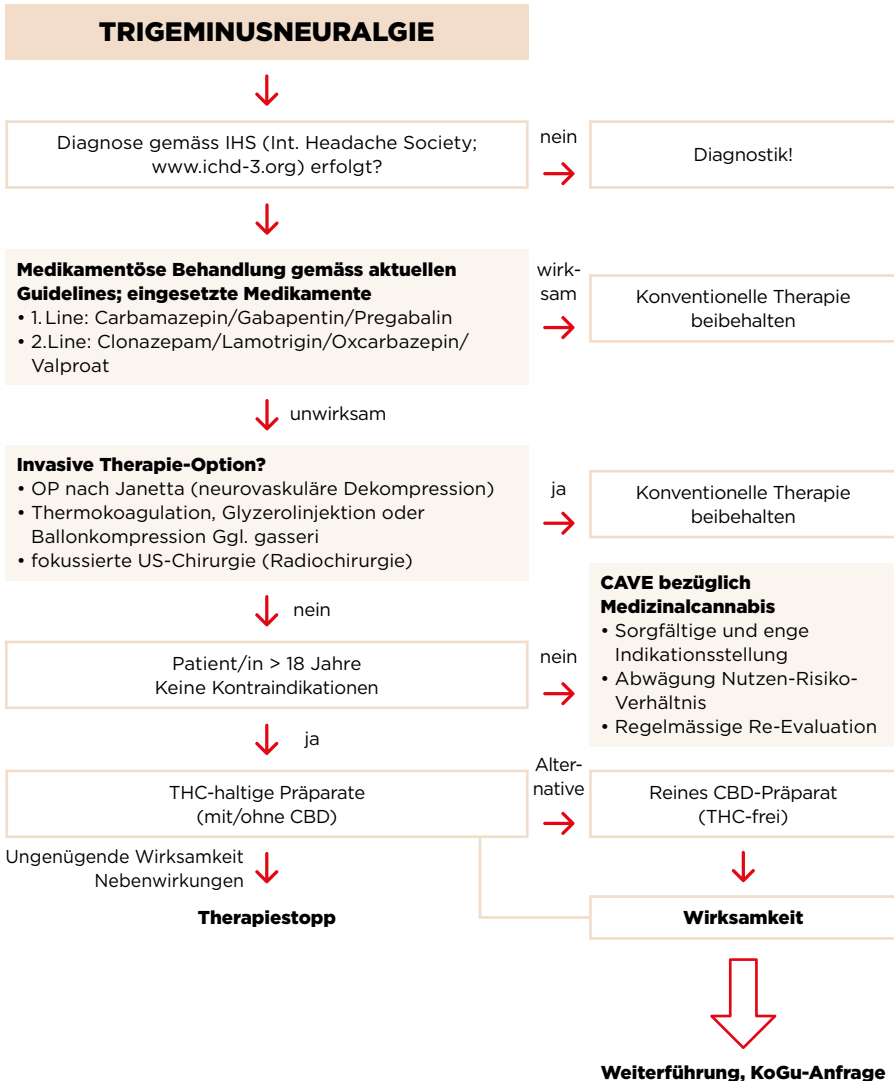 TRIGEMINUSNEURALGIE
Diagnose gemäss IHS (Int. Headache Society;
www.ichd-3.org) erfolgt?
nein
Diagnostik!
Medikamentöse Behandlung gemäss aktuellen
Guidelines; eingesetzte Medikamente
• 1. Line: Carbamazepin/Gabapentin/Pregabalin
• 2.Line: Clonazepam/Lamotrigin/Oxcarbazepin/
Valproat
wirk-
sam
Konventionelle Therapie
beibehalten
unwirksam
Invasive Therapie-Option?
• OP nach Janetta (neurovaskuläre Dekompression)
• Thermokoagulation, Glyzerolinjektion oder
Ballonkompression Ggl. gasseri
• fokussierte US-Chirurgie (Radiochirurgie)
ja
Konventionelle Therapie
beibehalten
nein
Patient/in > 18 Jahre
Keine Kontraindikationen
nein
CAVE bezüglich
Medizinalcannabis
• Sorgfältige und enge
Indikationsstellung
• Abwägung Nutzen-Risiko-
Verhältnis
• Regelmässige Re-Evaluation
ja
THC-haltige Präparate
(mit/ohne CBD)
Alter-
native
Reines CBD-Präparat
(THC-frei)
Ungenügende Wirksamkeit
Nebenwirkungen
Therapiestopp
Wirksamkeit
Weiterführung, KoGu-Anfrage